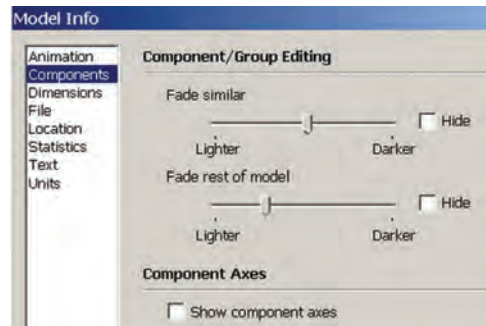 Model Info
Animation
Components
Dimensions
File
Location
Statistics
Text
Units
Component/Group Editing
Fade similar
Hide
Lighter Darker
Fade rest of model
Hide
Lighter Darker
Component Axes
Show component axes